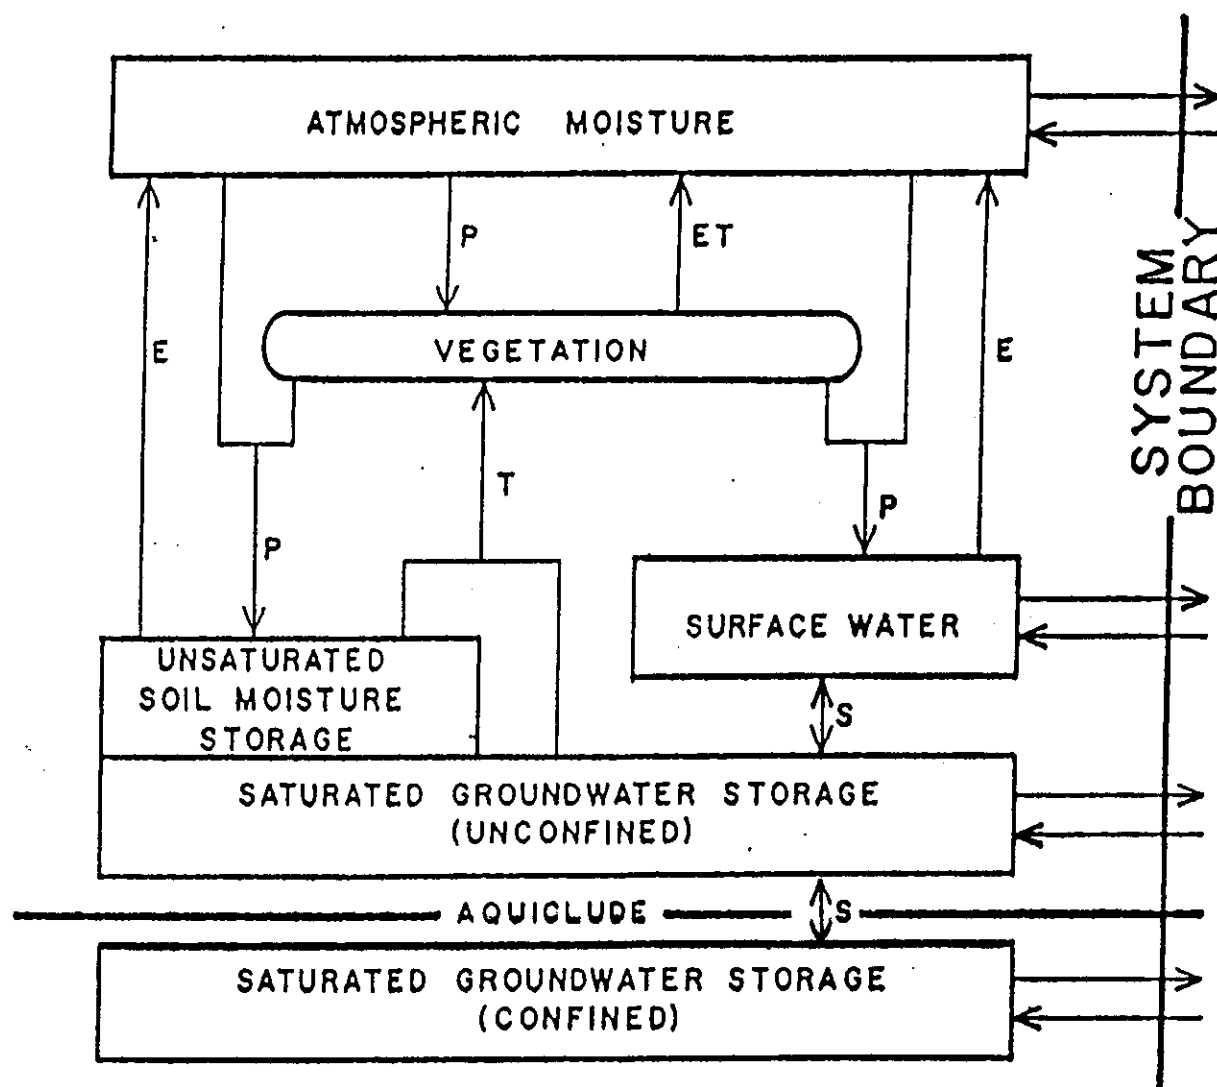 ATMOSPHERIC MOISTURE
P
ET
E
VEGETATION
E
T
P
P
SYSTEM
BOUNDARY
UNSATURATED
SOIL MOISTURE
STORAGE
SURFACE WATER
S
SATURATED GROUNDWATER STORAGE
(UNCONFINED)
AQUICLUDE
S
SATURATED GROUNDWATER STORAGE
(CONFINED)